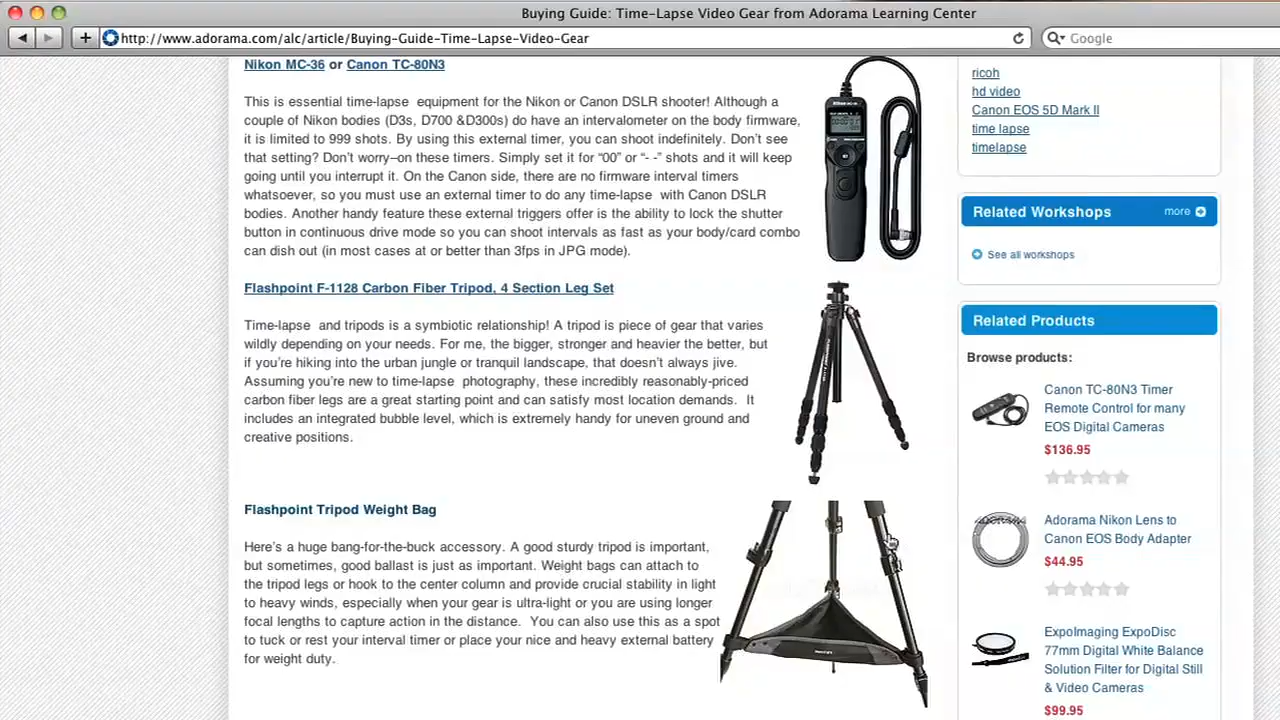 Buying Guide: Time-Lapse Video Gear from Adorama Learning Center
http://www.adorama.com/alc/article/Buying-Guide-Time-Lapse-Video-Gear
Google
Nikon MC-36 or Canon TC-80N3
This is essential time-lapse equipment for the Nikon or Canon DSLR shooter! Although a
couple of Nikon bodies (D3s, D700 &D300s) do have an intervalometer on the body firmware,
it is limited to 999 shots. By using this external timer, you can shoot indefinitely. Don't see
that setting? Don't worry–on these timers. Simply set it for “00” or “- -” shots and it will keep
going until you interrupt it. On the Canon side, there are no firmware interval timers
whatsoever, so you must use an external timer to do any time-lapse with Canon DSLR
bodies. Another handy feature these external triggers offer is the ability to lock the shutter
button in continuous drive mode so you can shoot intervals as fast as your body/card combo
can dish out (in most cases at or better than 3fps in JPG mode).
Flashpoint F-1128 Carbon Fiber Tripod, 4 Section Leg Set
Time-lapse and tripods is a symbiotic relationship! A tripod is piece of gear that varies
wildly depending on your needs. For me, the bigger, stronger and heavier the better, but
if you're hiking into the urban jungle or tranquil landscape, that doesn't always jive.
Assuming you're new to time-lapse photography, these incredibly reasonably-priced
carbon fiber legs are a great starting point and can satisfy most location demands. It
includes an integrated bubble level, which is extremely handy for uneven ground and
creative positions.
Flashpoint Tripod Weight Bag
Here's a huge bang-for-the-buck accessory. A good sturdy tripod is important,
but sometimes, good ballast is just as important. Weight bags can attach to
the tripod legs or hook to the center column and provide crucial stability in light
to heavy winds, especially when your gear is ultra-light or you are using longer
focal lengths to capture action in the distance. You can also use this as a spot
to tuck or rest your interval timer or place your nice and heavy external battery
for weight duty.
ricoh
hd video
Canon EOS 5D Mark II
time lapse
timelapse
Related Workshops more
See all workshops
Related Products
Browse products:
Canon TC-80N3 Timer
Remote Control for many
EOS Digital Cameras
$136.95
ADORAMA
Adorama Nikon Lens to
Canon EOS Body Adapter
$44.95
ExpoImaging ExpoDisc
77mm Digital White Balance
Solution Filter for Digital Still
& Video Cameras
$99.95